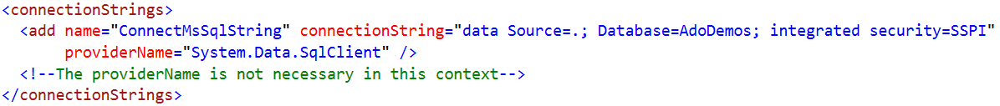 <connectionStrings>
<add name="ConnectMsSqlString" connectionString="data Source=.; Database=AdoDemos; integrated security=SSPI"
providerName="System.Data.SqlClient" />
<!--The providerName is not necessary in this context-->
</connectionStrings>